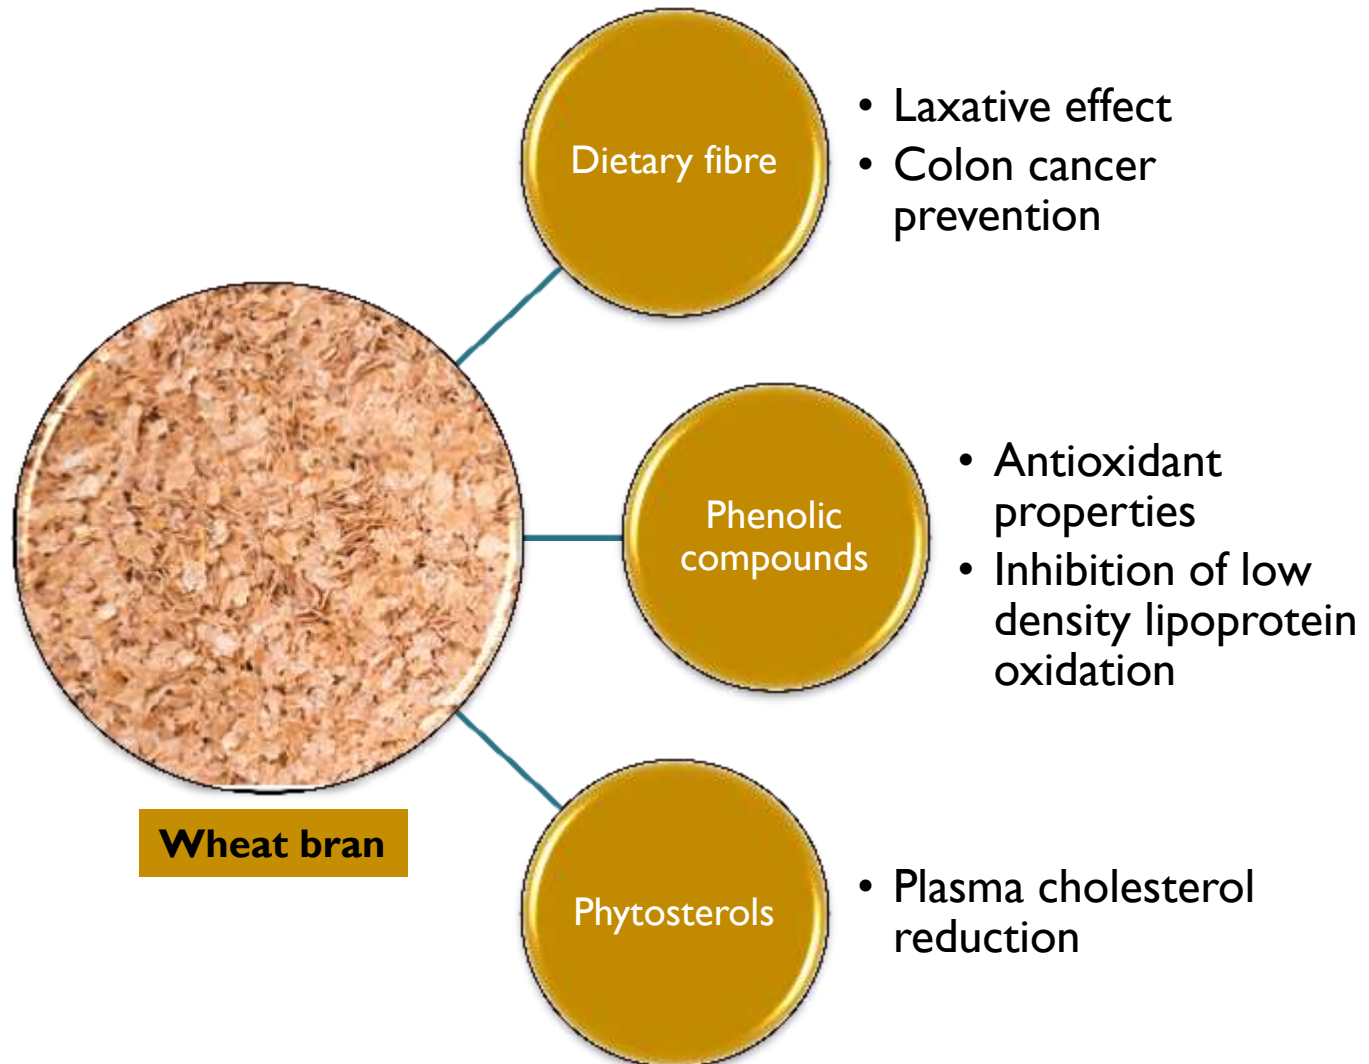 Dietary fibre
• Laxative effect
• Colon cancer
prevention
Phenolic
compounds
• Antioxidant
properties
• Inhibition of low
density lipoprotein
oxidation
Wheat bran
Phytosterols
• Plasma cholesterol
reduction